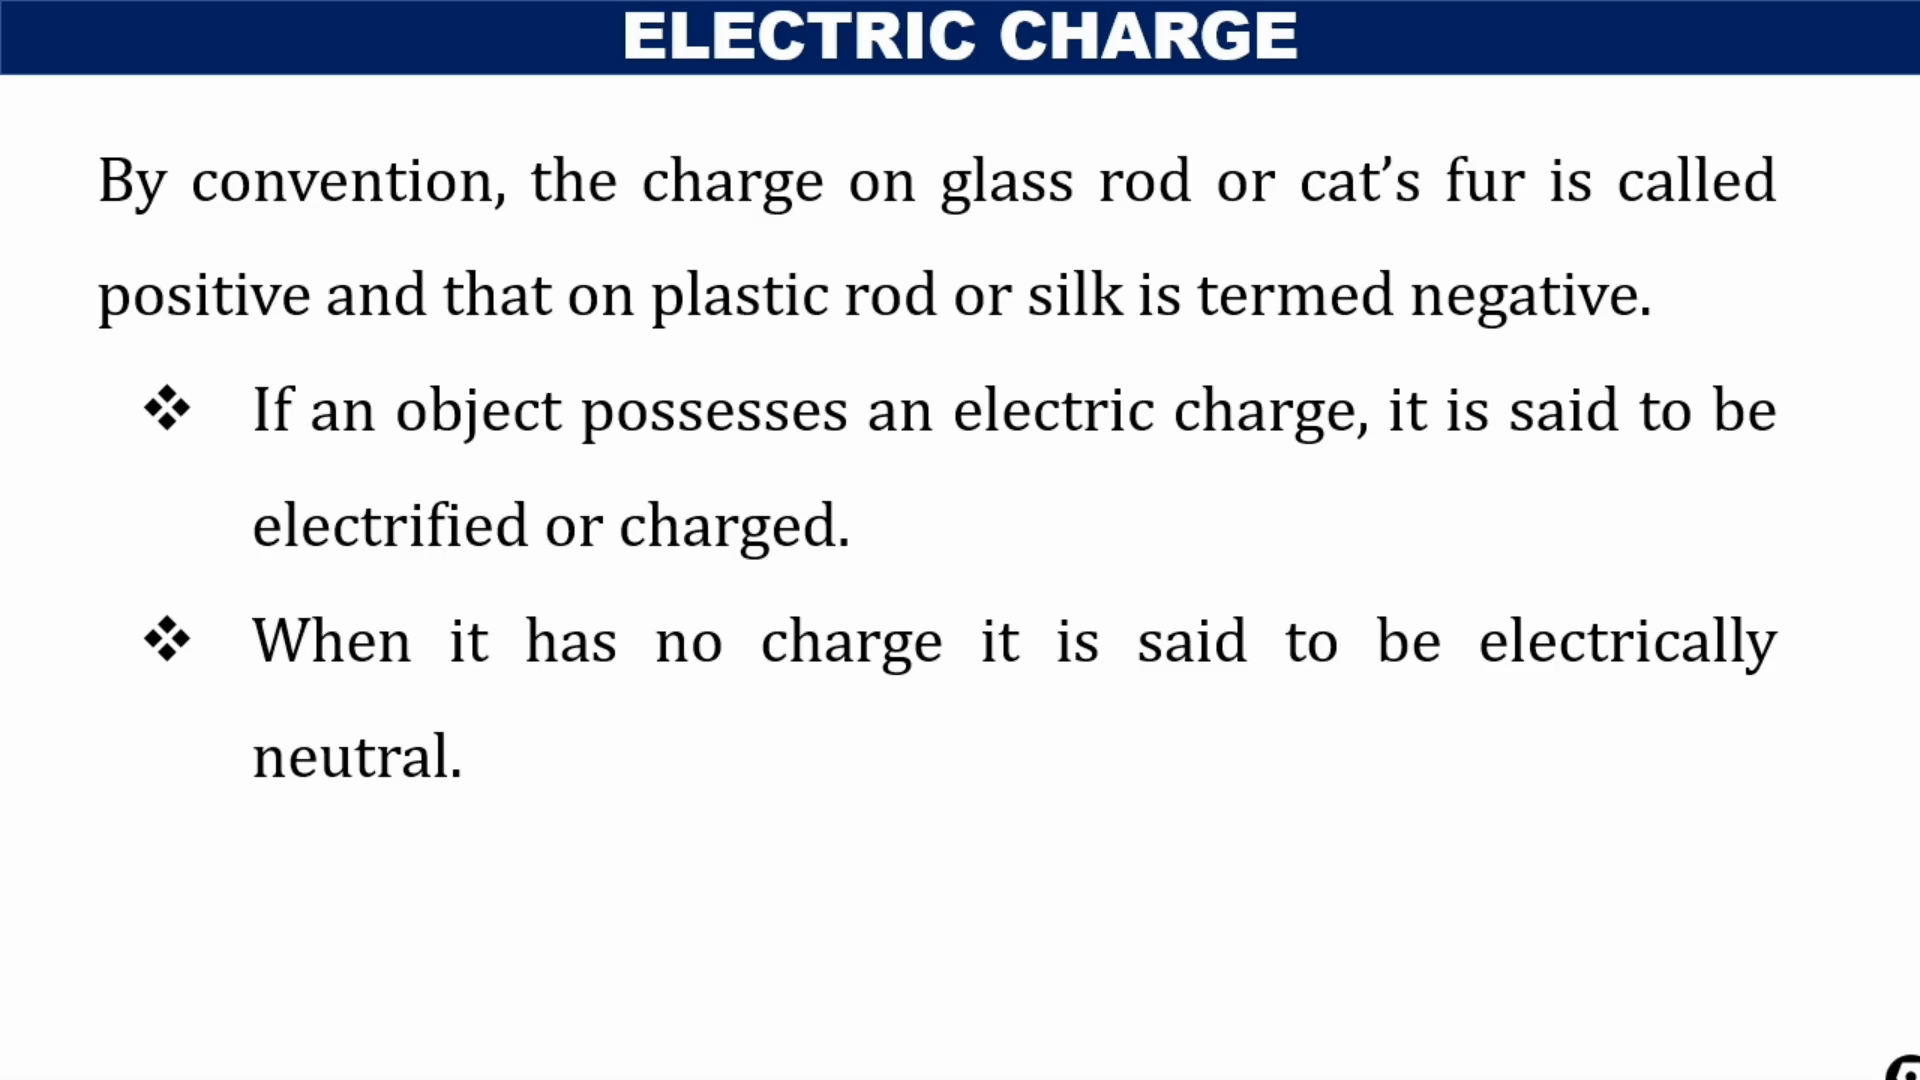 ELECTRIC CHARGE
By convention, the charge on glass rod or cat’s fur is called
positive and that on plastic rod or silk is termed negative.
❖ If an object possesses an electric charge, it is said to be
electrified or charged.
❖ When it has no charge it is said to be electrically
neutral.